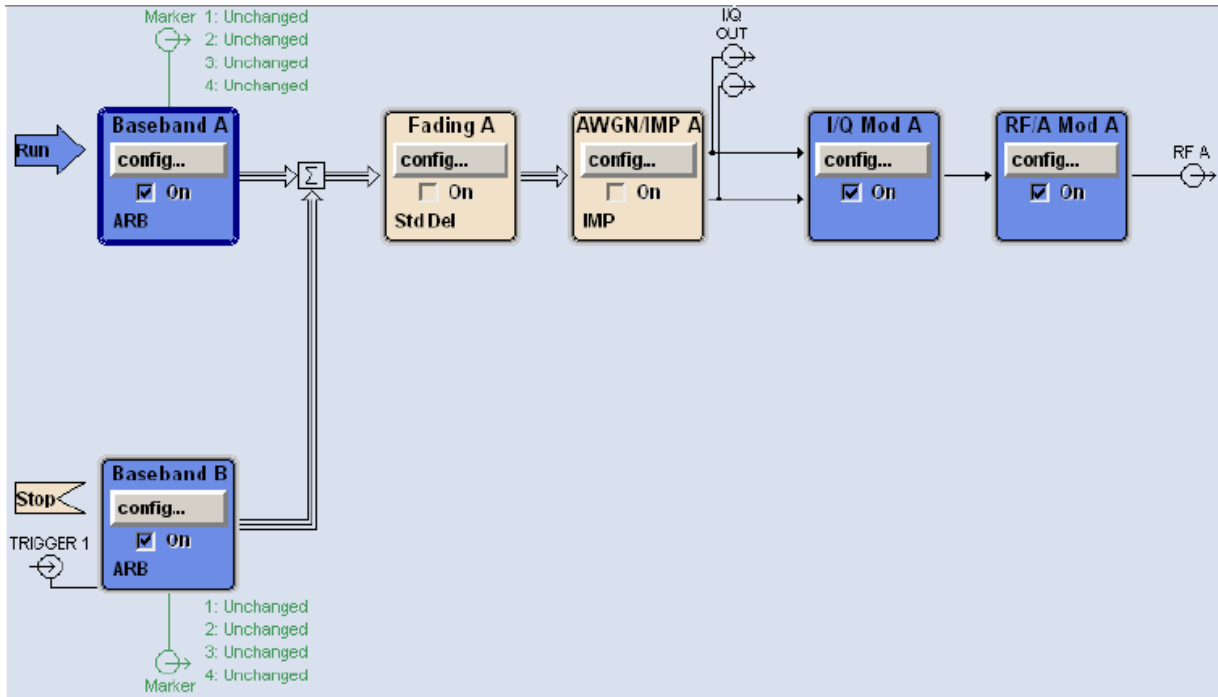 Marker 1: Unchanged
2: Unchanged
3: Unchanged
4: Unchanged
I/Q
OUT
Run
Baseband A
config...
On
ARB
Σ
Fading A
config...
On
Std Del
AWGN/IMP A
config...
On
IMP
I/Q Mod A
config...
On
RF/A Mod A
config...
On
RF A
Stop
TRIGGER 1
Baseband B
config...
On
ARB
1: Unchanged
2: Unchanged
3: Unchanged
4: Unchanged
Marker